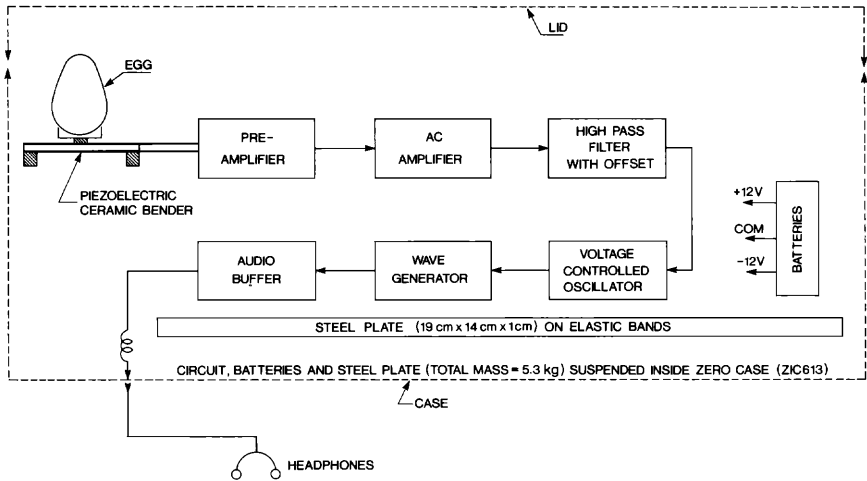 LID
EGG
PRE-
AMPLIFIER
AC
AMPLIFIER
HIGH PASS
FILTER
WITH OFFSET
PIEZOELECTRIC
CERAMIC BENDER
+12V
COM
-12V
BATTERIES
AUDIO
BUFFER
WAVE
GENERATOR
VOLTAGE
CONTROLLED
OSCILLATOR
STEEL PLATE (19 cm x 14 cm x 1cm) ON ELASTIC BANDS
CIRCUIT, BATTERIES AND STEEL PLATE (TOTAL MASS = 5.3 kg) SUSPENDED INSIDE ZERO CASE (ZIC613)
CASE
HEADPHONES